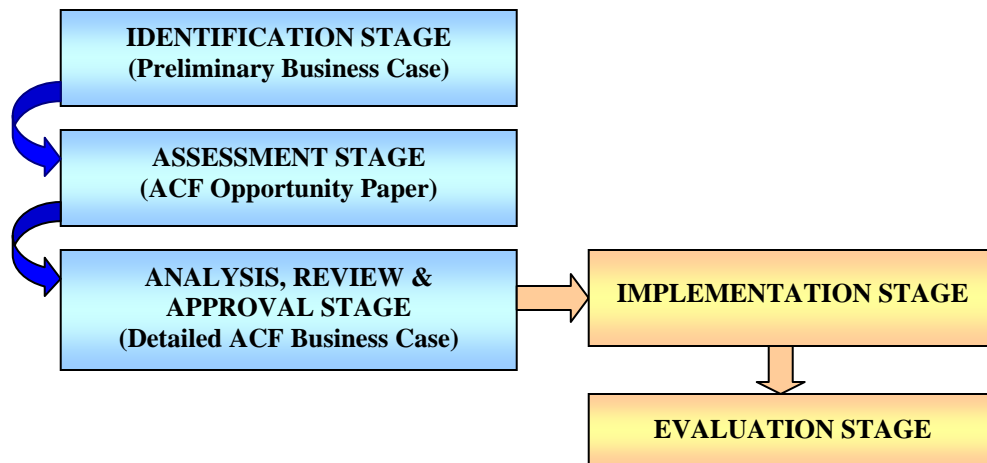 IDENTIFICATION STAGE
(Preliminary Business Case)
ASSESSMENT STAGE
(ACF Opportunity Paper)
ANALYSIS, REVIEW &
APPROVAL STAGE
(Detailed ACF Business Case)
IMPLEMENTATION STAGE
EVALUATION STAGE